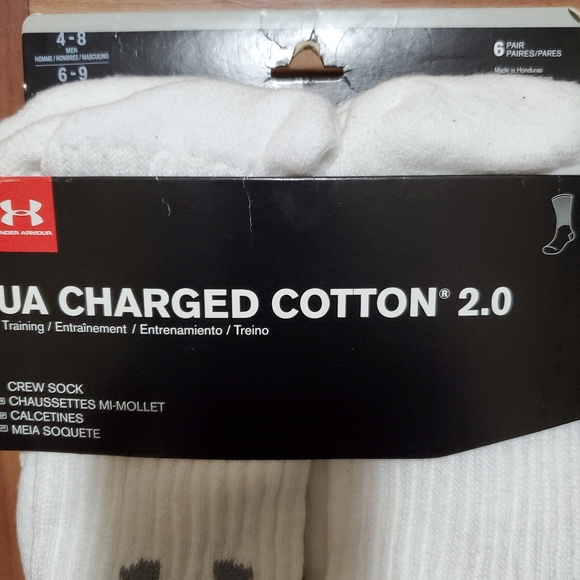 4-8
MEN
HOMME / HOMBRES / MASCULINO
6-9
6 PAIR
PAIRES/PARES
Made in Honduras
UNDER ARMOUR
UA CHARGED COTTON® 2.0
Training / Entraînement / Entrenamiento / Treino
CREW SOCK
CHAUSSETTES MI-MOLLET
CALCETINES
MEIA SOQUETE